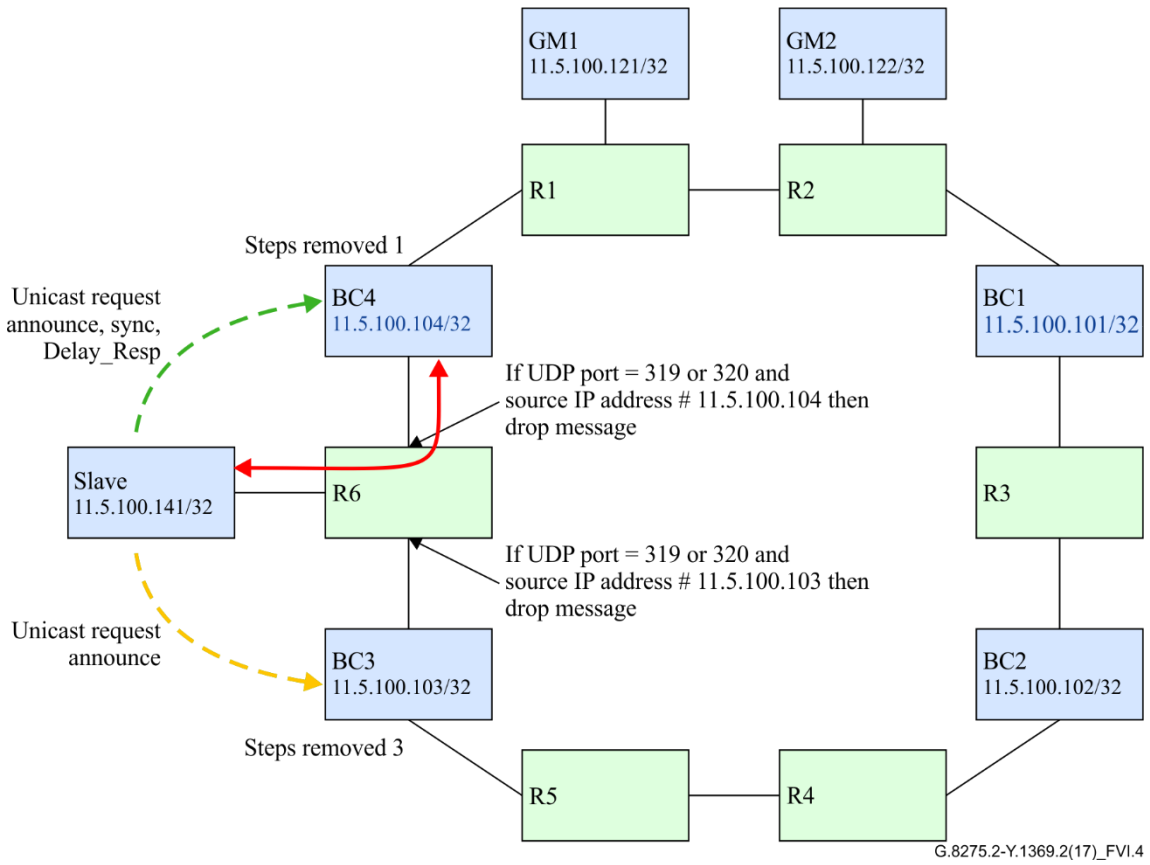 GM1
11.5.100.121/32
GM2
11.5.100.122/32
R1
R2
Steps removed 1
Unicast request
announce, sync,
Delay_Resp
BC4
11.5.100.104/32
BC1
11.5.100.101/32
If UDP port = 319 or 320 and
source IP address # 11.5.100.104 then
drop message
Slave
11.5.100.141/32
R6
R3
If UDP port = 319 or 320 and
source IP address # 11.5.100.103 then
drop message
Unicast request
announce
BC3
11.5.100.103/32
BC2
11.5.100.102/32
Steps removed 3
R5
R4
G.8275.2-Y.1369.2(17)_FVI.4